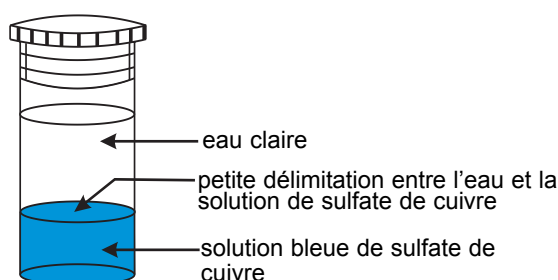 eau claire
petite délimitation entre l'eau et la
solution de sulfate de cuivre
solution bleue de sulfate de
cuivre